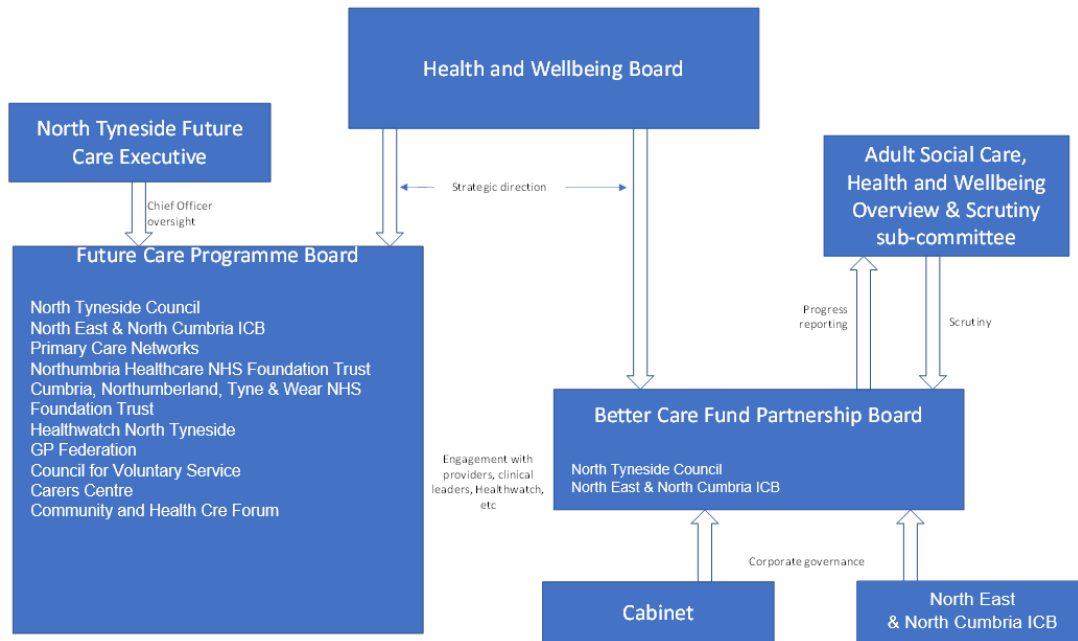 Health and Wellbeing Board
North Tyneside Future
Care Executive
Adult Social Care,
Health and Wellbeing
Overview & Scrutiny
sub-committee
Strategic direction
Chief Officer
oversight
Future Care Programme Board
North Tyneside Council
North East & North Cumbria ICB
Primary Care Networks
Northumbria Healthcare NHS Foundation Trust
Cumbria, Northumberland, Tyne & Wear NHS
Foundation Trust
Healthwatch North Tyneside
GP Federation
Council for Voluntary Service
Carers Centre
Community and Health Cre Forum
Progress
reporting
Scrutiny
Better Care Fund Partnership Board
North Tyneside Council
North East & North Cumbria ICB
Engagement with
providers, clinical
leaders, Healthwatch,
etc
Corporate governance
Cabinet
North East
& North Cumbria ICB